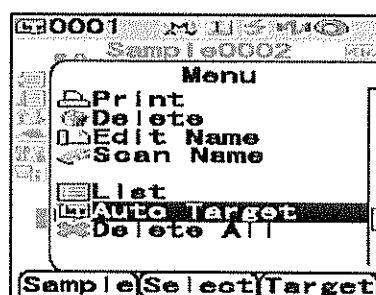 0001
Sample0002
Menu
Print
Delete
Edit Name
Scan Name
List
Auto Target
Delete All
Sample Select Target